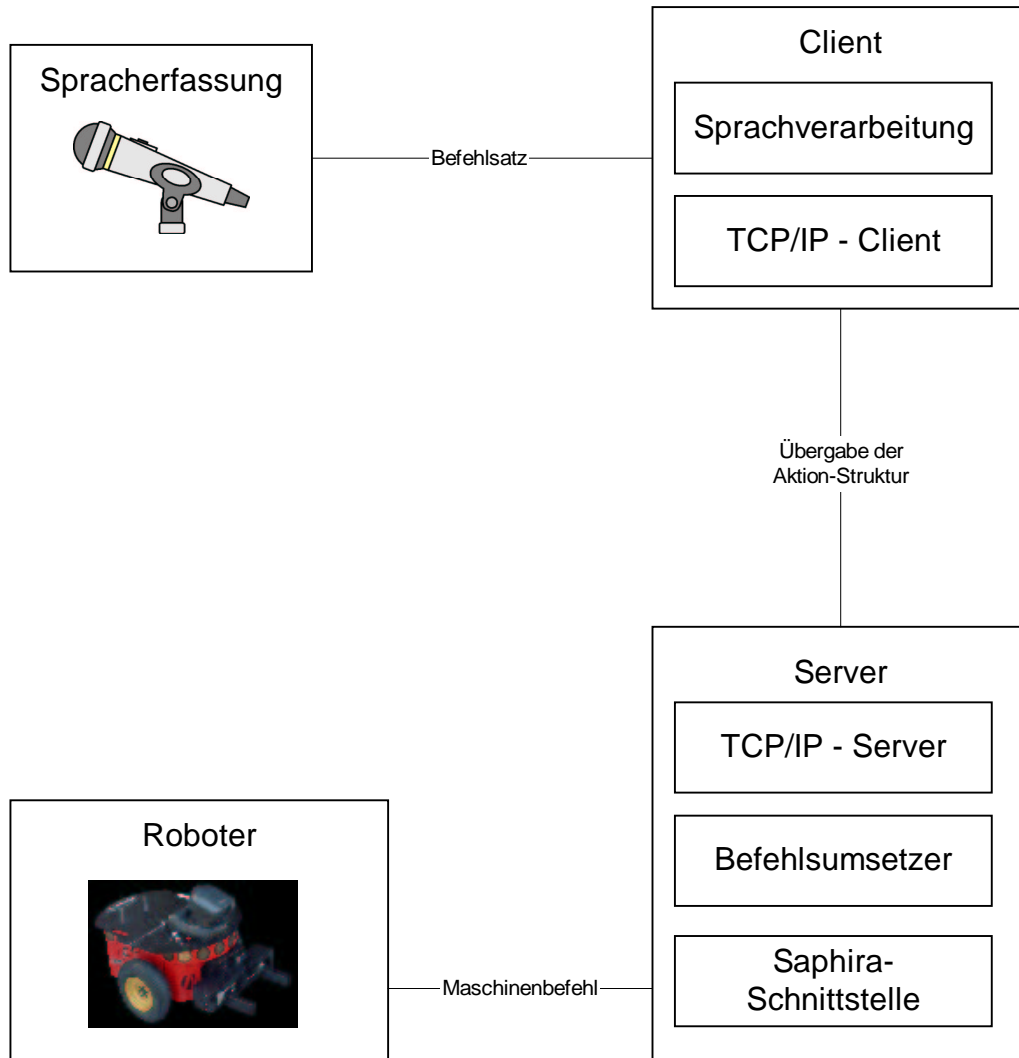 Spracherfassung
Befehlsatz
Client
Sprachverarbeitung
TCP/IP - Client
Übergabe der
Aktion-Struktur
Server
TCP/IP - Server
Befehlsumsetzer
Saphira-
Schnittstelle
Maschinenbefehl
Roboter